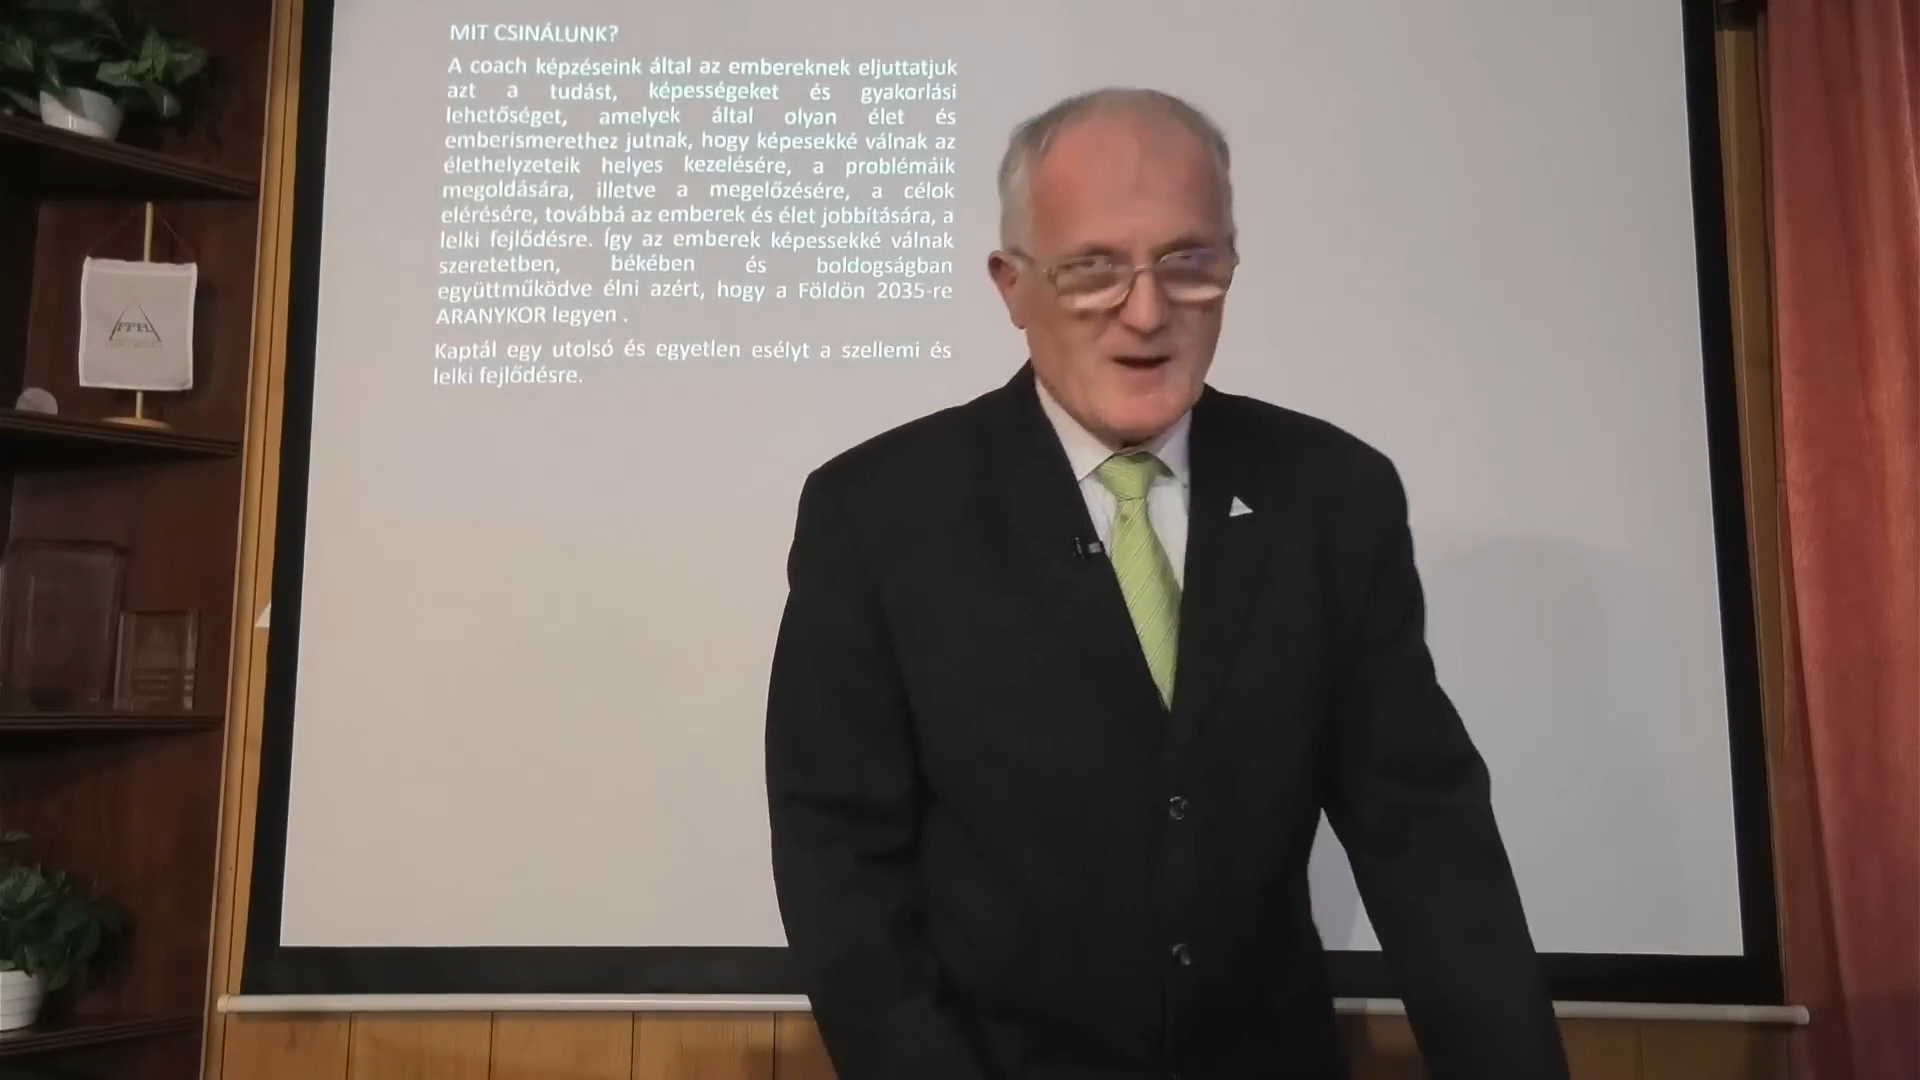 MIT CSINÁLUNK?
A coach képzéseink által az embereknek eljuttatjuk
azt a tudást, képességeket és gyakorlási
lehetőséget, amelyek által olyan élet és
emberismerethez jutnak, hogy képesekké válnak az
élethelyzeteik helyes kezelésére, a problémáik
megoldására, illetve a megelőzésére, a célok
elérésére, továbbá az emberek és élet jobbítására, a
lelki fejlődésre. Így az emberek képessekké válnak
szeretetben, békében és boldogságban
együttműködve élni azért, hogy a Földön 2035-re
ARANYKOR legyen .
Kaptál egy utolsó és egyetlen esélyt a szellemi és
lelki fejlődésre.